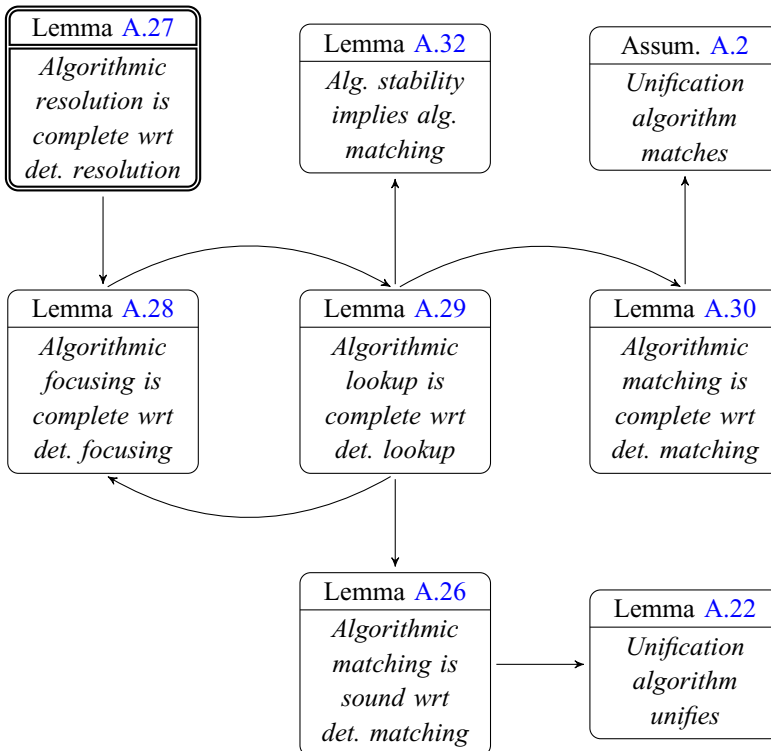 Lemma A.27
Algorithmic
resolution is
complete wrt
det. resolution
Lemma A.32
Alg. stability
implies alg.
matching
Assum. A.2
Unification
algorithm
matches
Lemma A.28
Algorithmic
focusing is
complete wrt
det. focusing
Lemma A.29
Algorithmic
lookup is
complete wrt
det. lookup
Lemma A.30
Algorithmic
matching is
complete wrt
det. matching
Lemma A.26
Algorithmic
matching is
sound wrt
det. matching
Lemma A.22
Unification
algorithm
unifies